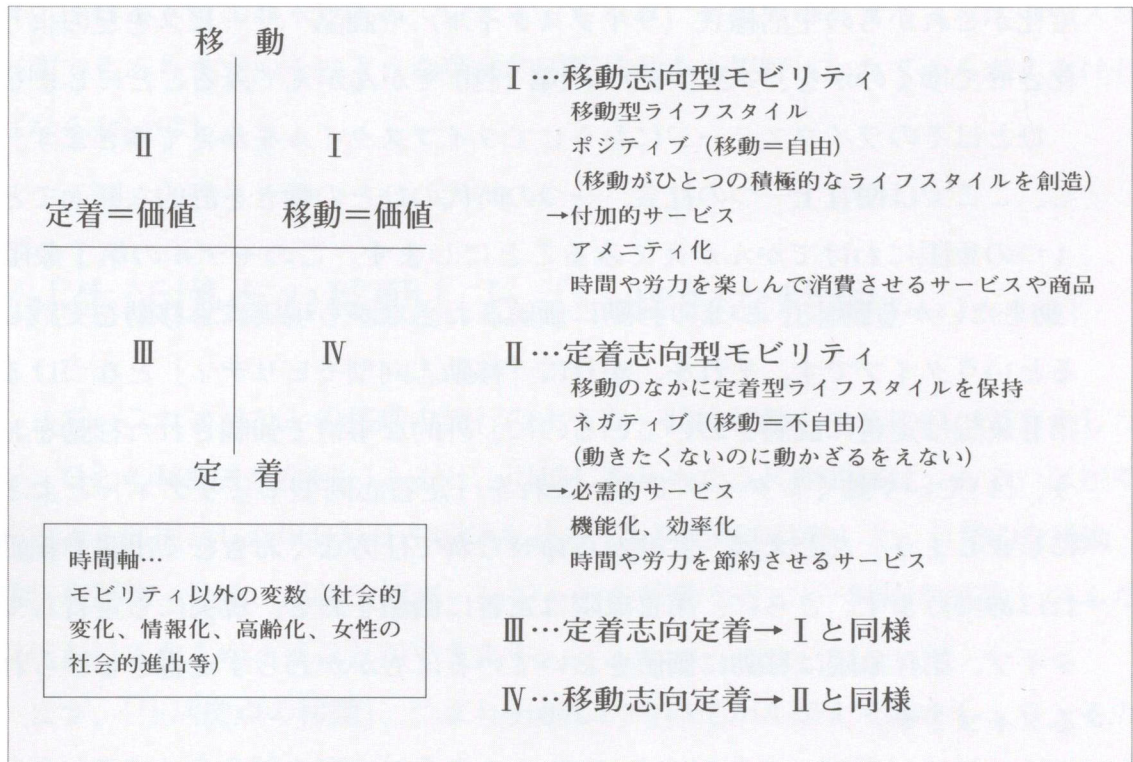 移　動
Ⅱ　Ⅰ
定着＝価値　移動＝価値
Ⅲ　Ⅳ
定　着
時間軸…
モビリティ以外の変数（社会的
変化、情報化、高齢化、女性の
社会的進出等）
Ⅰ…移動志向型モビリティ
移動型ライフスタイル
ポジティブ（移動＝自由）
(移動がひとつの積極的なライフスタイルを創造)
→付加的サービス
アメニティ化
時間や労力を楽しんで消費させるサービスや商品
Ⅱ…定着志向型モビリティ
移動のなかに定着型ライフスタイルを保持
ネガティブ（移動＝不自由）
(動きたくないのに動かざるをえない)
→必需的サービス
機能化、効率化
時間や労力を節約させるサービス
Ⅲ…定着志向定着→Ⅰと同様
Ⅳ…移動志向定着→Ⅱと同様